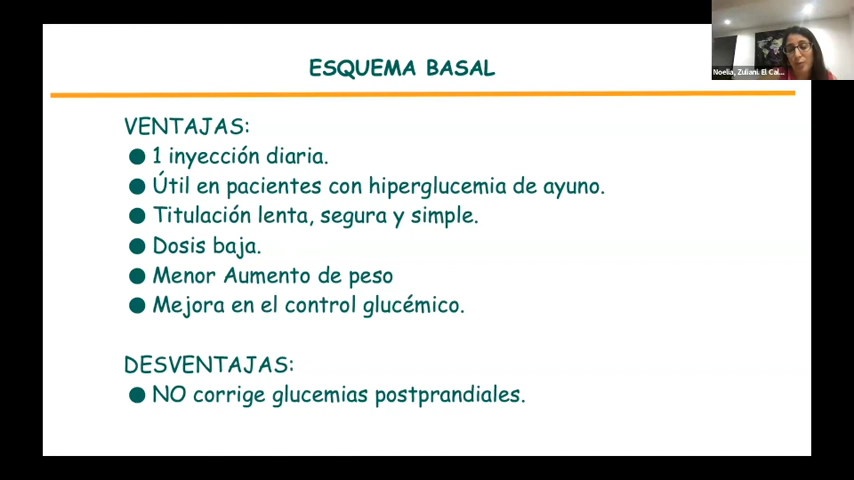 Noelia, Zuliani. El Cal...
ESQUEMA BASAL
VENTAJAS:
● 1 inyección diaria.
● Útil en pacientes con hiperglucemia de ayuno.
● Titulación lenta, segura y simple.
● Dosis baja.
● Menor Aumento de peso
● Mejora en el control glucémico.
DESVENTAJAS:
● NO corrige glucemias postprandiales.